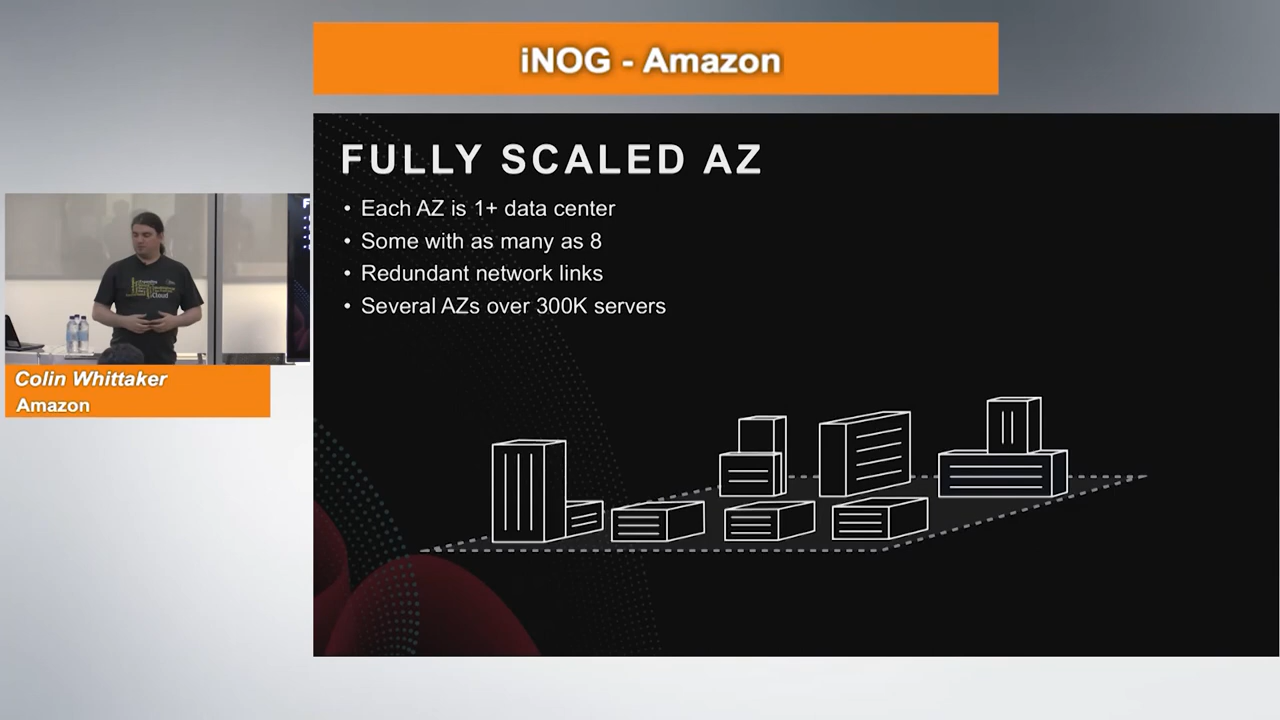 iNOG - Amazon
FULLY SCALED AZ
• Each AZ is 1+ data center
• Some with as many as 8
• Redundant network links
• Several AZs over 300K servers
Cloud
Colin Whittaker
Amazon